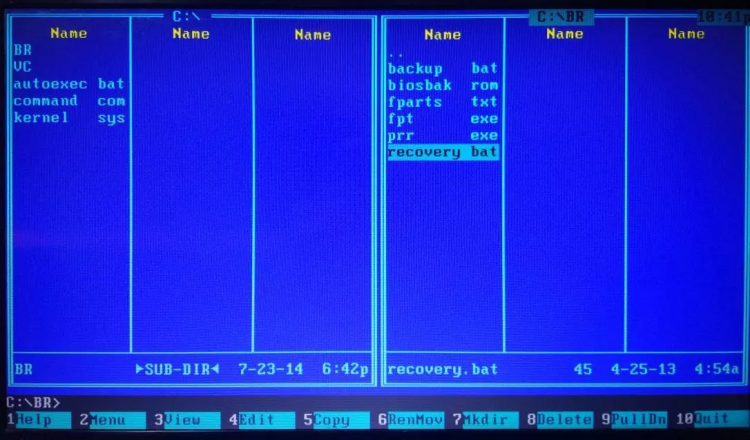 C:\ C:\BR 10:41p
Name Name Name Name Name Name
BR ..
VC backup bat
autoexec bat biosbak rom
command com fparts txt
kernel sys fpt exe
prr exe
recovery bat
BR ►SUB-DIR◄ 7-23-14 6:42p recovery.bat 45 4-25-13 4:54a
C:\BR>
1Help 2Menu 3View 4Edit 5Copy 6RenMov 7Mkdir 8Delete 9PullDn 10Quit